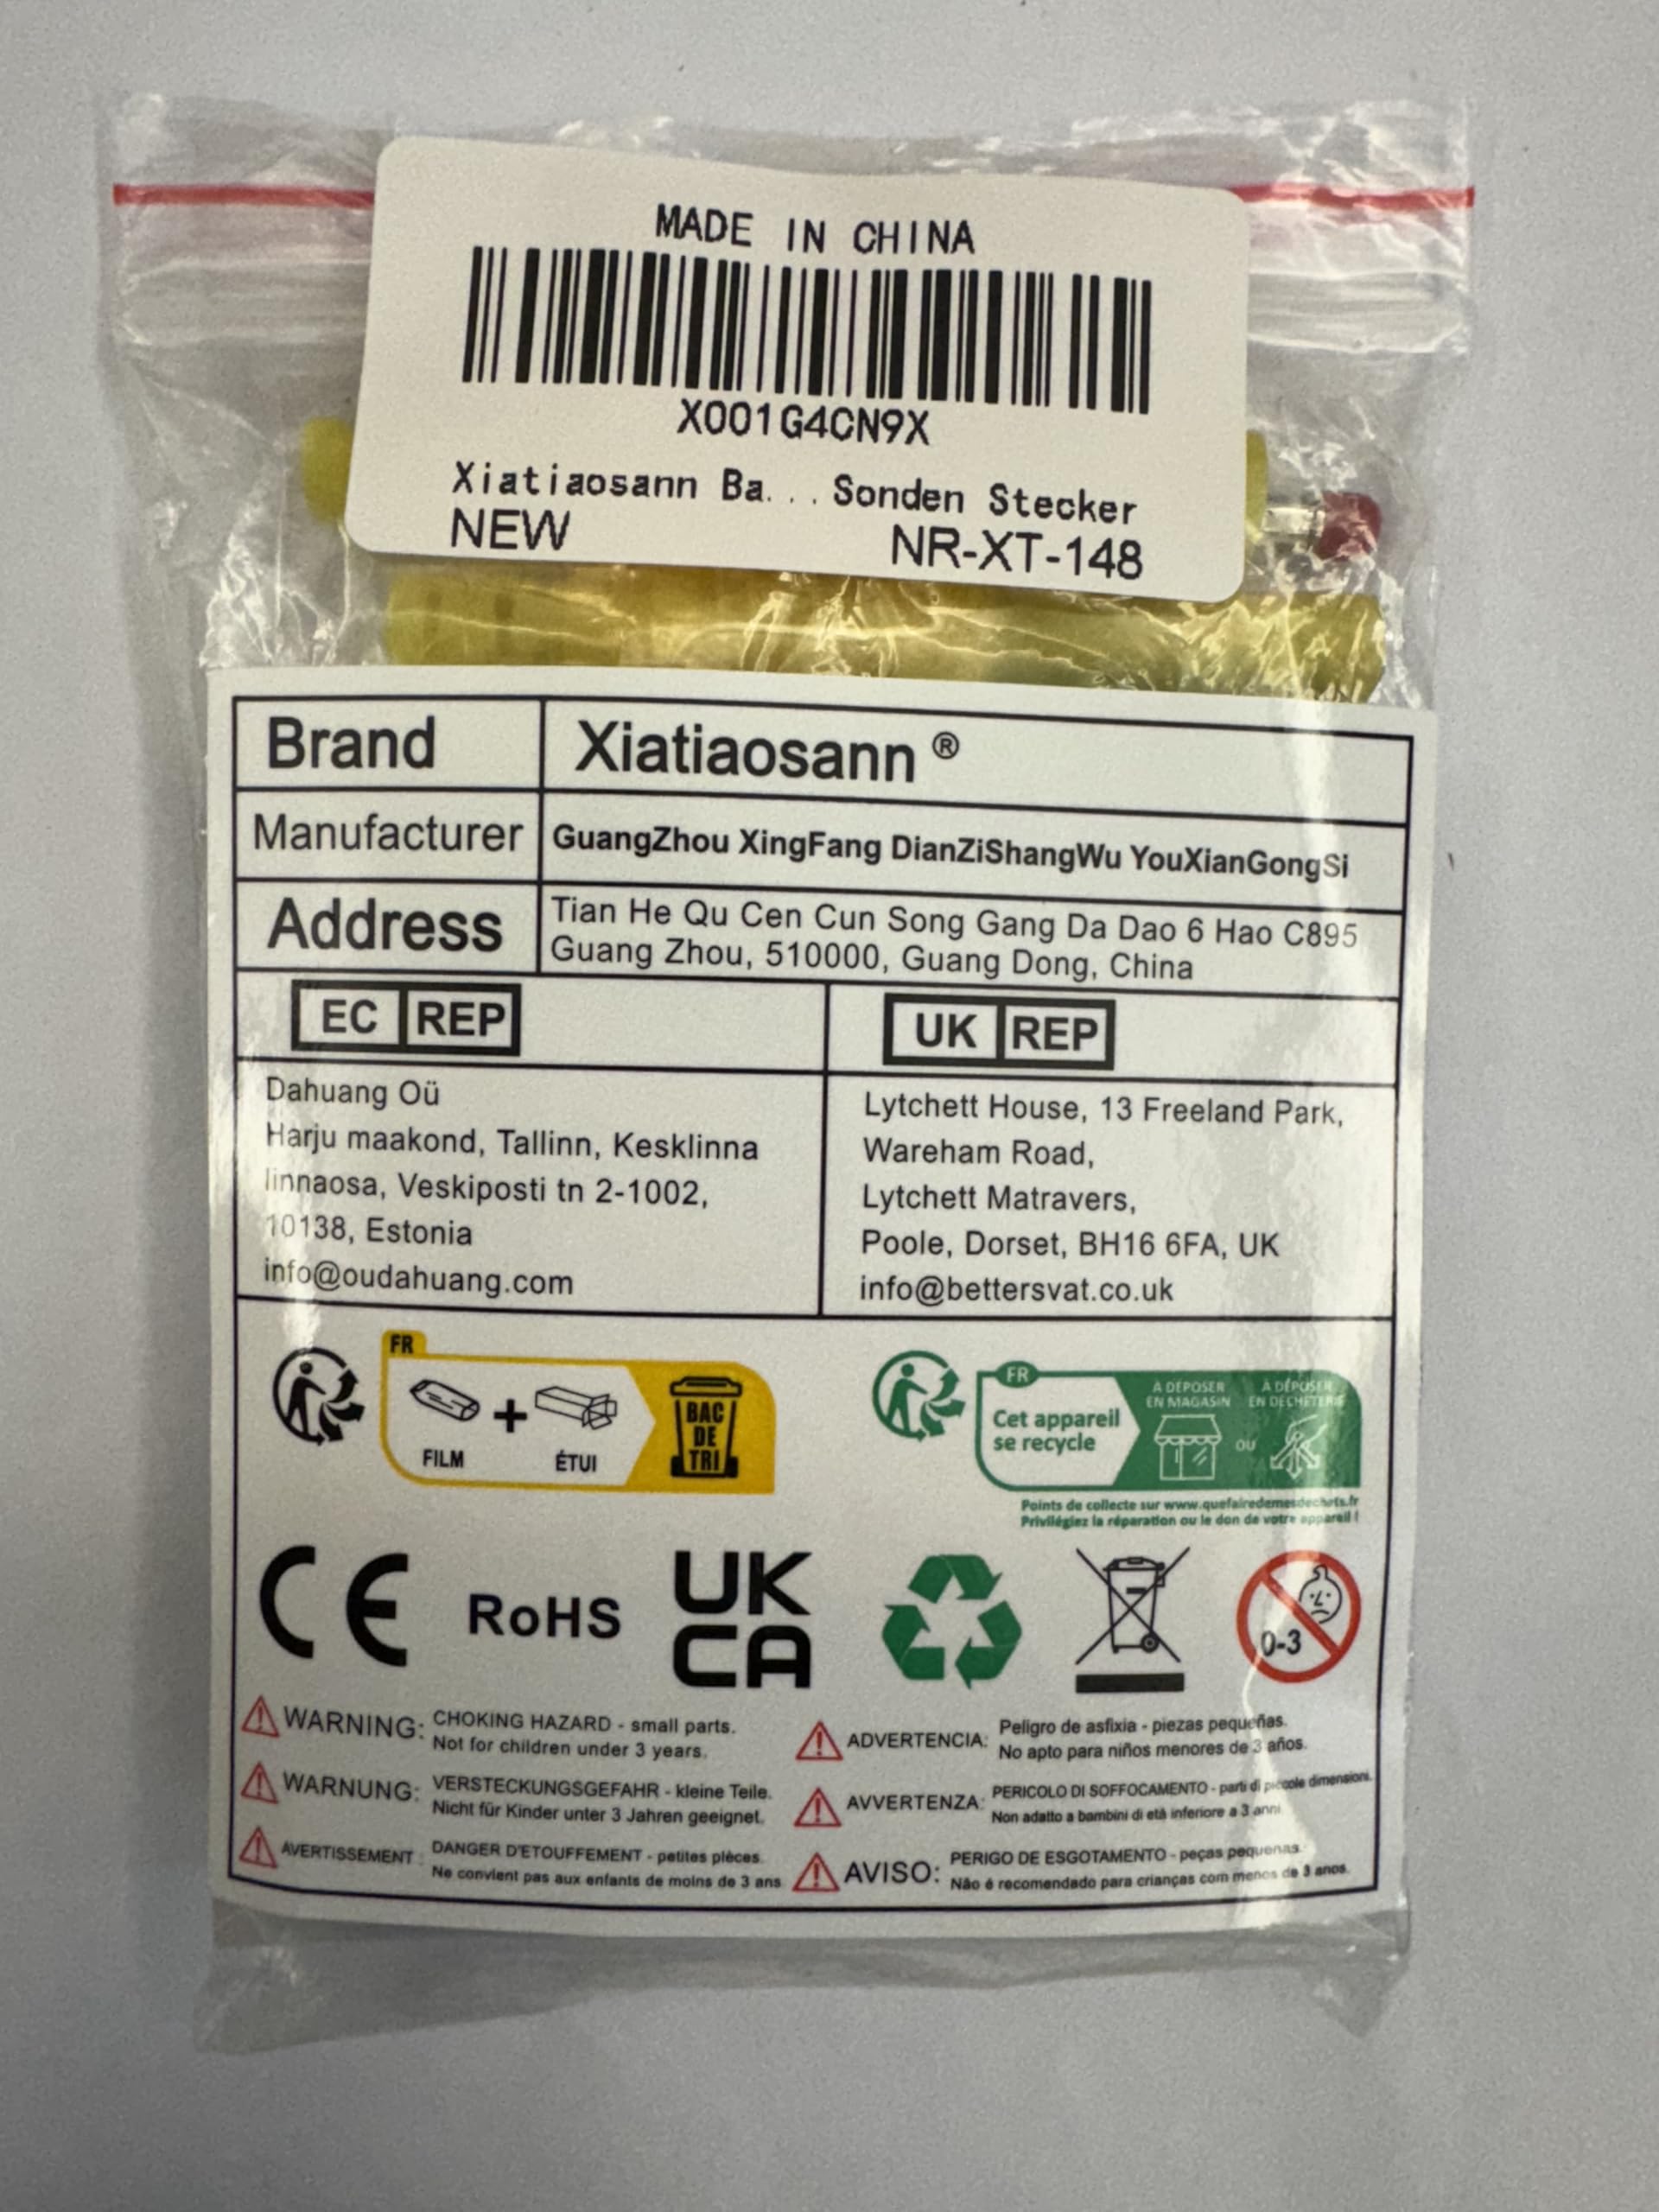 MADE IN CHINA
X001G4CN9X
Xiatiaosann Ba...Sonden Stecker
NEW NR-XT-148
Brand Xiatiaosann ®
Manufacturer GuangZhou XingFang DianZiShangWu YouXianGongSi
Address
Tian He Qu Cen Cun Song Gang Da Dao 6 Hao C895
Guang Zhou, 510000, Guang Dong, China
EC REP
Dahuang Oü
Harju maakond, Tallinn, Kesklinna
linnaosa, Veskiposti tn 2-1002,
10138, Estonia
info@oudahuang.com
UK REP
Lytchett House, 13 Freeland Park,
Wareham Road,
Lytchett Matravers,
Poole, Dorset, BH16 6FA, UK
info@bettersvat.co.uk
FR
FILM + ÉTUI
BAC
DE
TRI
FR
Cet appareil
se recycle
À DÉPOSER
EN MAGASIN
OU
À DÉPOSER
EN DÉCHÈTERIE
Points de collecte sur www.quefairedemesdechets.fr
Privilégiez la réparation ou le don de votre appareil !
CE
RoHS
UK
CA
0-3
WARNING: CHOKING HAZARD - small parts.
Not for children under 3 years.
WARNUNG: VERSTECKUNGSGEFAHR - kleine Teile.
Nicht für Kinder unter 3 Jahren geeignet.
AVERTISSEMENT : DANGER D'ETOUFFEMENT - petites pièces.
Ne convient pas aux enfants de moins de 3 ans
ADVERTENCIA: Peligro de asfixia - piezas pequeñas.
No apto para niños menores de 3 años.
AVVERTENZA: PERICOLO DI SOFFOCAMENTO - parti di piccole dimensioni.
Non adatto a bambini di età inferiore a 3 anni
AVISO: PERIGO DE ESGOTAMENTO - peças pequenas.
Não é recomendado para crianças com menos de 3 anos.